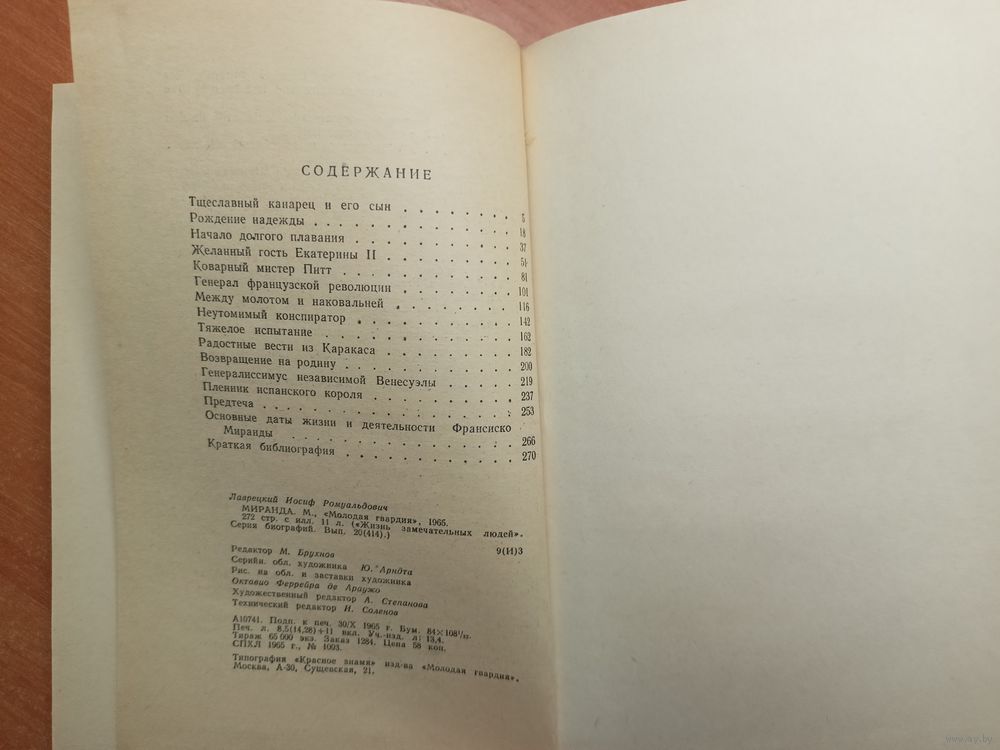 СОДЕРЖАНИЕ
Тщеславный канарец и его сын . . . . . . . . 5
Рождение надежды . . . . . . . . . . . 18
Начало долгого плавания . . . . . . . . . 37
Желанный гость Екатерины II . . . . . . . . 51
Коварный мистер Питт . . . . . . . . . . 81
Генерал французской революции . . . . . . . 101
Между молотом и наковальней . . . . . . . . 116
Неутомимый конспиратор . . . . . . . . . 142
Тяжелое испытание . . . . . . . . . . . 162
Радостные вести из Каракаса . . . . . . . . 182
Возвращение на родину . . . . . . . . . . 200
Генералиссимус независимой Венесуэлы . . . . . 219
Пленник испанского короля . . . . . . . . . 237
Предтеча . . . . . . . . . . . . . . 253
Основные даты жизни и деятельности Франсиско
Миранды . . . . . . . . . . . . . 266
Краткая библиография . . . . . . . . . . 270
Лаврецкий Иосиф Ромуальдович
МИРАНДА. М., «Молодая гвардия», 1965.
272 стр. с илл. 11 л. («Жизнь замечательных людей».
Серия биографий. Вып. 20(414).)
9(И)3
Редактор М. Брухнов
Серийн. обл. художника Ю. Арндта
Рис. на обл. и заставки художника
Октавио Феррейра де Араужо
Художественный редактор А. Степанова
Технический редактор И. Соленов
А10741. Подп. к печ. 30/X 1965 г. Бум. 84×108¹/₃₂.
Печ. л. 8,5(14,28)+11 вкл. Уч.-изд. л. 13,4.
Тираж 65 000 экз. Заказ 1284. Цена 58 коп.
СПХЛ 1965 г., № 1093.
Типография «Красное знамя» изд-ва «Молодая гвардия».
Москва, А-30, Сущевская, 21.
www.ay.by